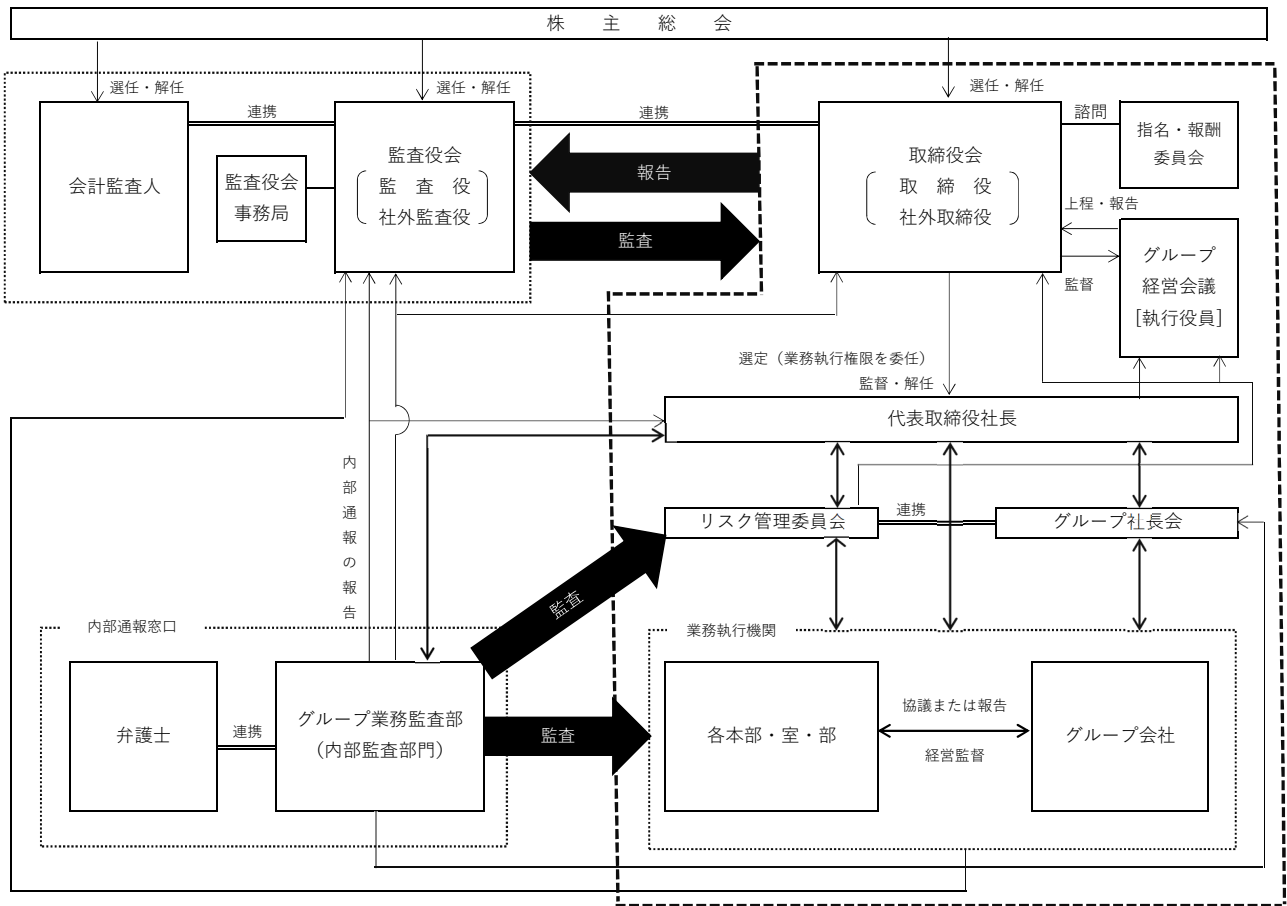 株　主　総　会
選任・解任
選任・解任
選任・解任
会計監査人
連携
監査役会
事務局
監査役会
監　査　役
社外監査役
連携
報告
監査
取締役会
取　締　役
社外取締役
諮問
指名・報酬
委員会
上程・報告
監督
グループ
経営会議
[執行役員]
選定（業務執行権限を委任）
監督・解任
代表取締役社長
内部通報の報告
リスク管理委員会
連携
グループ社長会
監査
内部通報窓口
弁護士
連携
グループ業務監査部
（内部監査部門）
監査
業務執行機関
各本部・室・部
協議または報告
経営監督
グループ会社